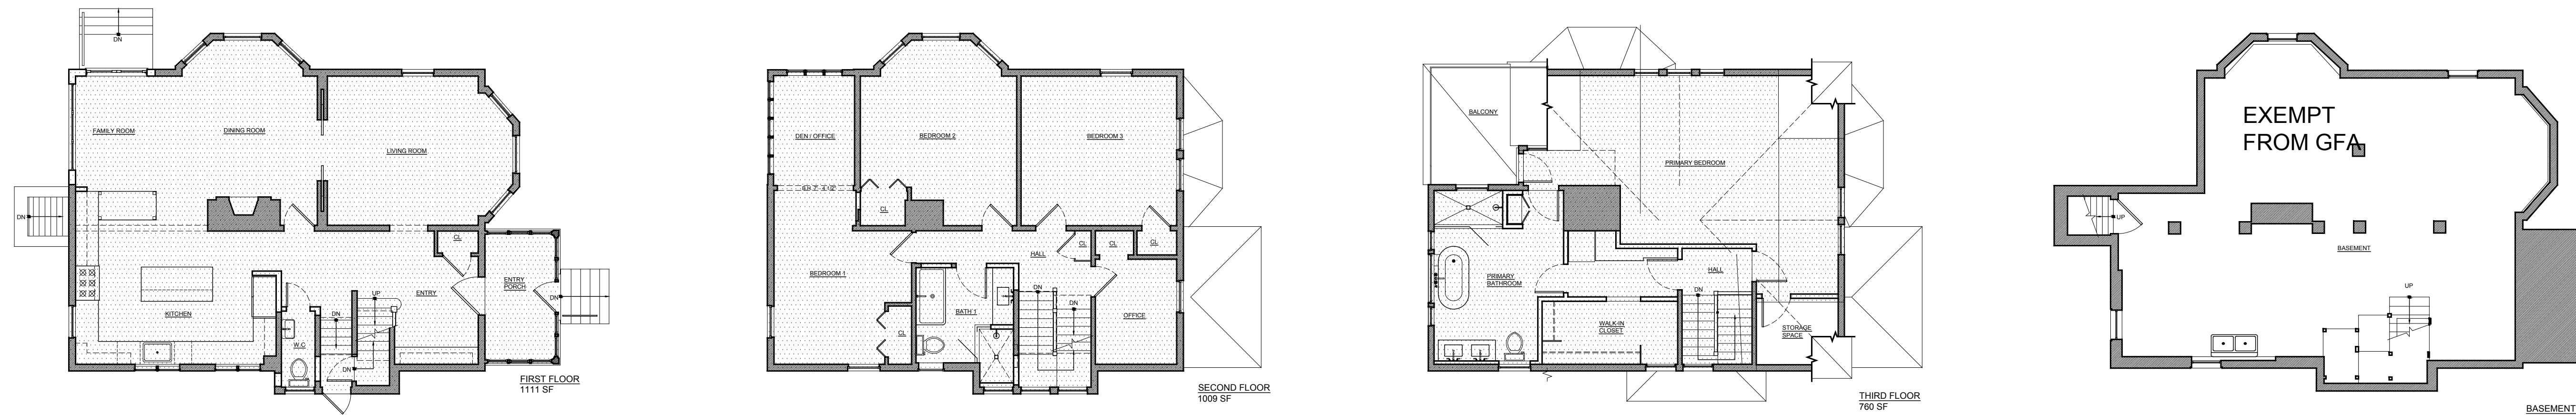 DN
FAMILY ROOM
DINING ROOM
LIVING ROOM
DN
CL
ENTRY
PORCH
DN
UP
ENTRY
DN
KITCHEN
W.C
DN
FIRST FLOOR
1111 SF
DEN / OFFICE
BEDROOM 2
BEDROOM 3
CL
CL
CL
CL
HALL
BEDROOM 1
DN
DN
BATH 1
OFFICE
CL
SECOND FLOOR
1009 SF
BALCONY
PRIMARY BEDROOM
PRIMARY
BATHROOM
HALL
DN
WALK-IN
CLOSET
STORAGE
SPACE
THIRD FLOOR
760 SF
EXEMPT
FROM GFA
UP
BASEMENT
UP
BASEMENT